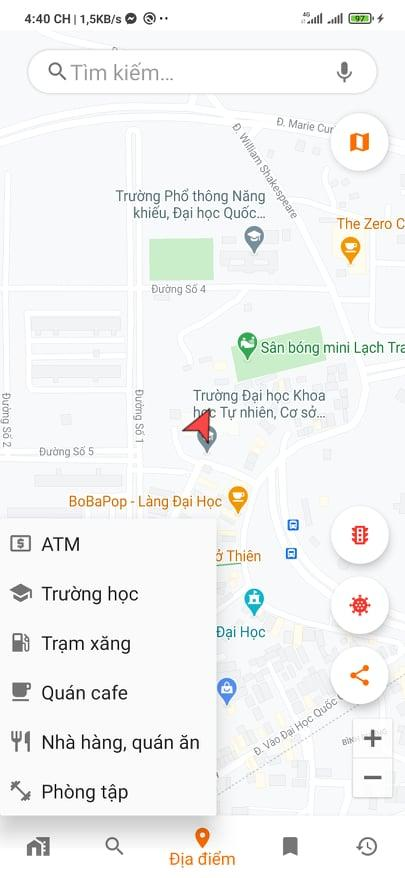 4:40 CH | 1,5KB/s
4G
97
Tìm kiếm...
Đ. Marie Cur
Đ. William Shakespeare
Trường Phổ thông Năng
khiếu, Đại học Quốc...
The Zero C
Đường Số 4
Sân bóng mini Lạch Tra
Trường Đại học Khoa
học Tự nhiên, Cơ sở...
Đường Số 2
Đường Số 1
Đường Số 5
BoBaPop - Làng Đại Học
ATM
ở Thiên
Trường học
Đại Học
Trạm xăng
Quán cafe
Đ. Vào Đại Học Quốc G
Nhà hàng, quán ăn
BÌNH
Phòng tập
Địa điểm